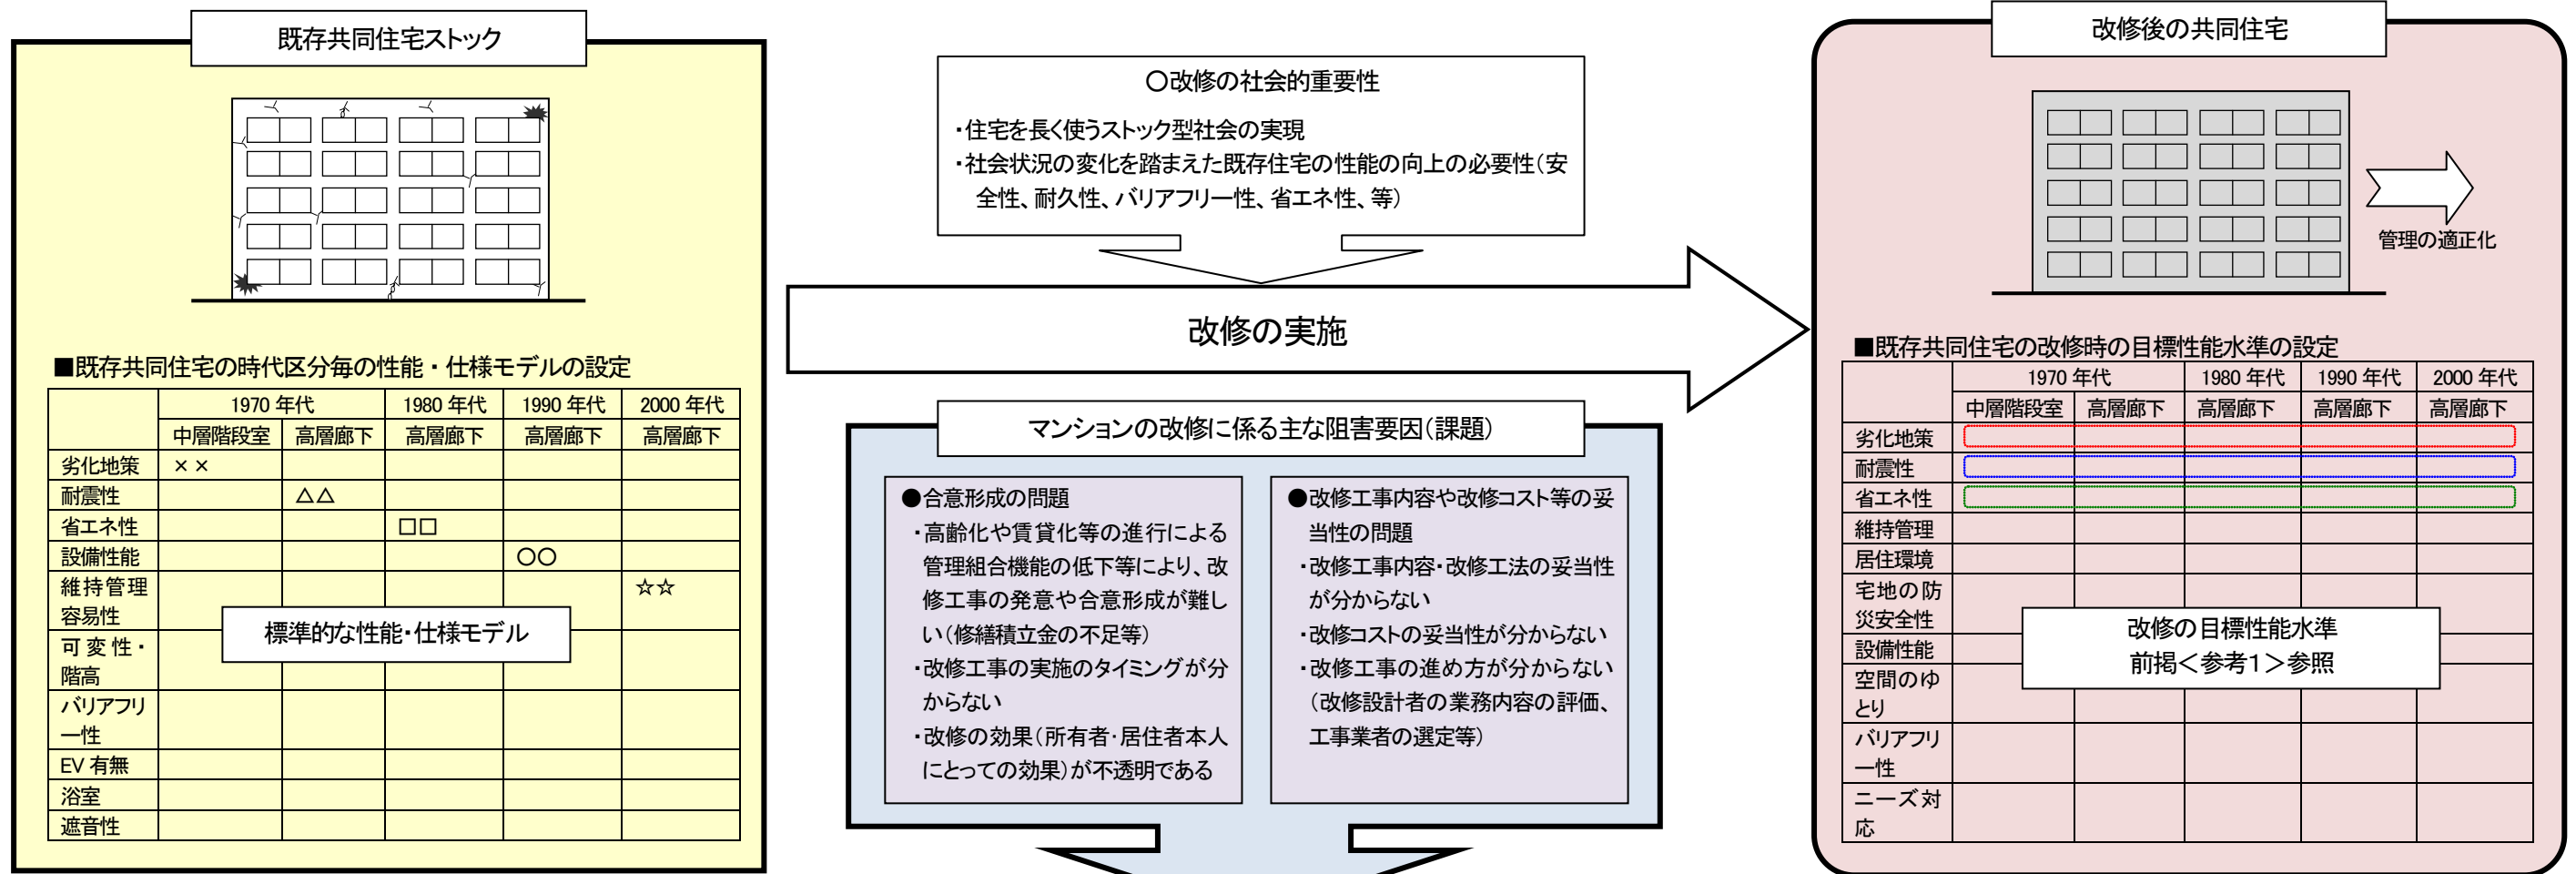 既存共同住宅ストック
■既存共同住宅の時代区分毎の性能・仕様モデルの設定
1970 年代 1980 年代 1990 年代 2000 年代
中層階段室 高層廊下 高層廊下 高層廊下 高層廊下
劣化地策 ××
耐震性 △△
省エネ性 □□
設備性能 〇〇
維持管理 ☆☆
容易性
標準的な性能・仕様モデル
可変性・
階高
バリアフリ
ー性
EV 有無
浴室
遮音性
〇改修の社会的重要性
・住宅を長く使うストック型社会の実現
・社会状況の変化を踏まえた既存住宅の性能の向上の必要性（安
全性、耐久性、バリアフリー性、省エネ性、等）
改修の実施
マンションの改修に係る主な阻害要因（課題）
●合意形成の問題
・高齢化や賃貸化等の進行による
管理組合機能の低下等により、改
修工事の発意や合意形成が難し
い（修繕積立金の不足等）
・改修工事の実施のタイミングが分
からない
・改修の効果（所有者・居住者本人
にとっての効果）が不透明である
●改修工事内容や改修コスト等の妥
当性の問題
・改修工事内容・改修工法の妥当性
が分からない
・改修コストの妥当性が分からない
・改修工事の進め方が分からない
（改修設計者の業務内容の評価、
工事業者の選定等）
改修後の共同住宅
管理の適正化
■既存共同住宅の改修時の目標性能水準の設定
1970 年代 1980 年代 1990 年代 2000 年代
中層階段室 高層廊下 高層廊下 高層廊下 高層廊下
劣化地策
耐震性
省エネ性
維持管理
居住環境
宅地の防
災安全性
改修の目標性能水準
前掲＜参考１＞参照
設備性能
空間のゆ
とり
バリアフリ
ー性
ニーズ対
応